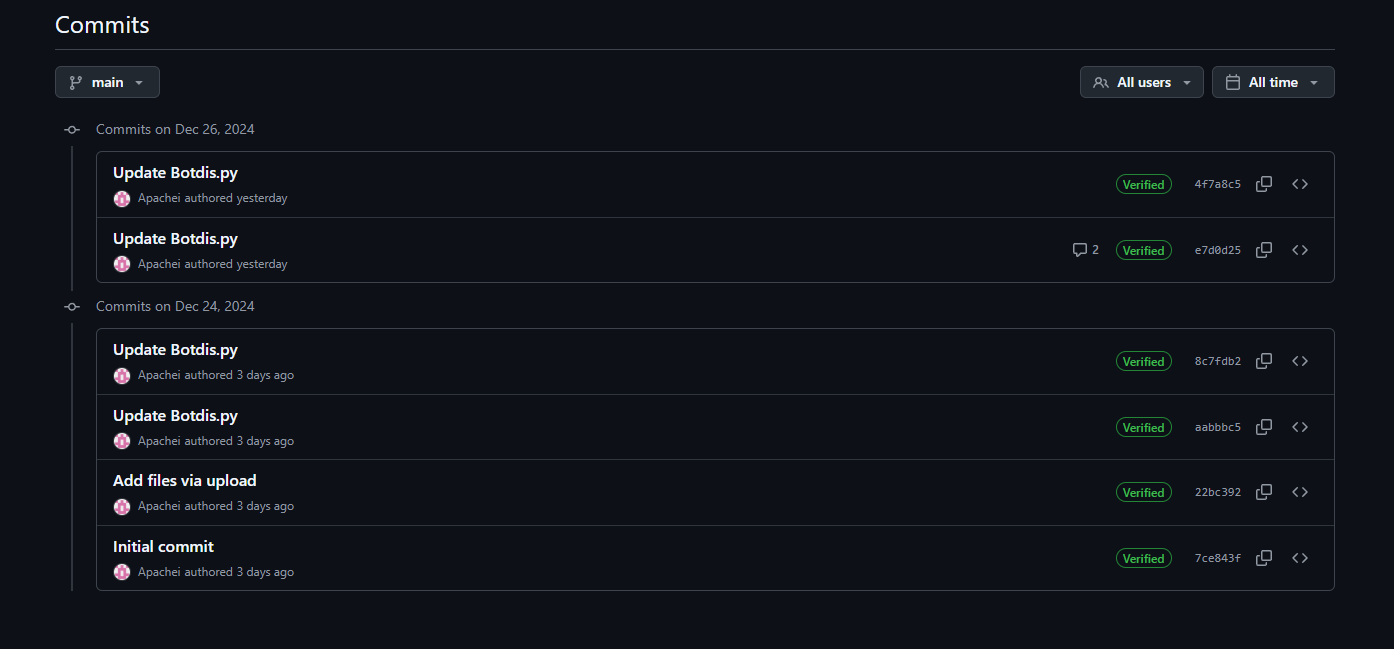 Commits
main
All users
All time
Commits on Dec 26, 2024
Update Botdis.py
Apachei authored yesterday
Verified
4f7a8c5
Update Botdis.py
Apachei authored yesterday
2
Verified
e7d0d25
Commits on Dec 24, 2024
Update Botdis.py
Apachei authored 3 days ago
Verified
8c7fdb2
Update Botdis.py
Apachei authored 3 days ago
Verified
aabbbc5
Add files via upload
Apachei authored 3 days ago
Verified
22bc392
Initial commit
Apachei authored 3 days ago
Verified
7ce843f